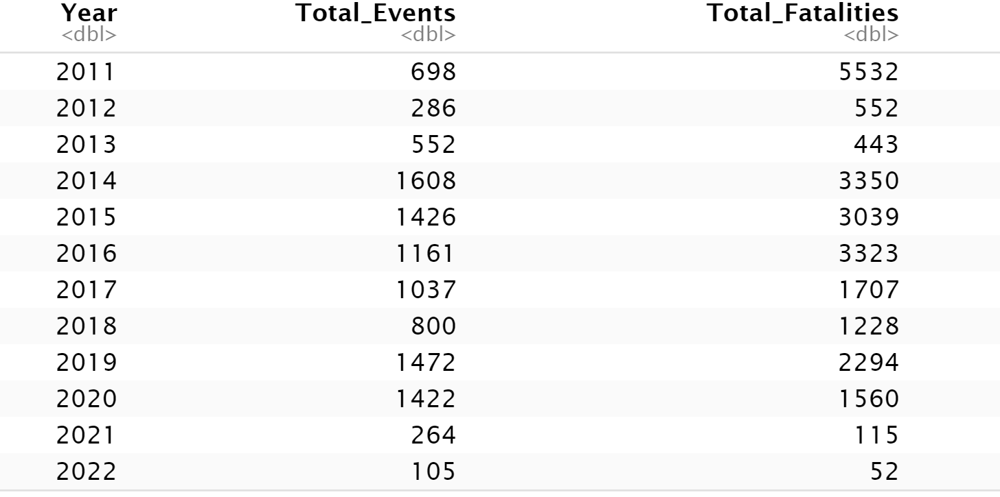 Year Total_Events Total_Fatalities
<dbl> <dbl> <dbl>
2011 698 5532
2012 286 552
2013 552 443
2014 1608 3350
2015 1426 3039
2016 1161 3323
2017 1037 1707
2018 800 1228
2019 1472 2294
2020 1422 1560
2021 264 115
2022 105 52